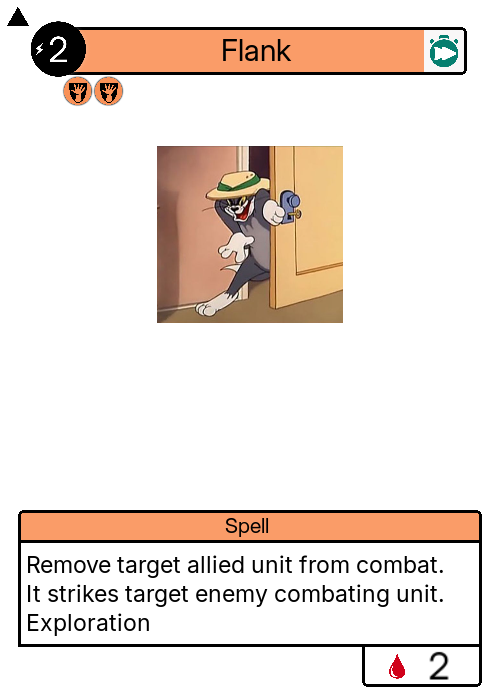 2
Flank
Spell
Remove target allied unit from combat.
It strikes target enemy combating unit.
Exploration
2